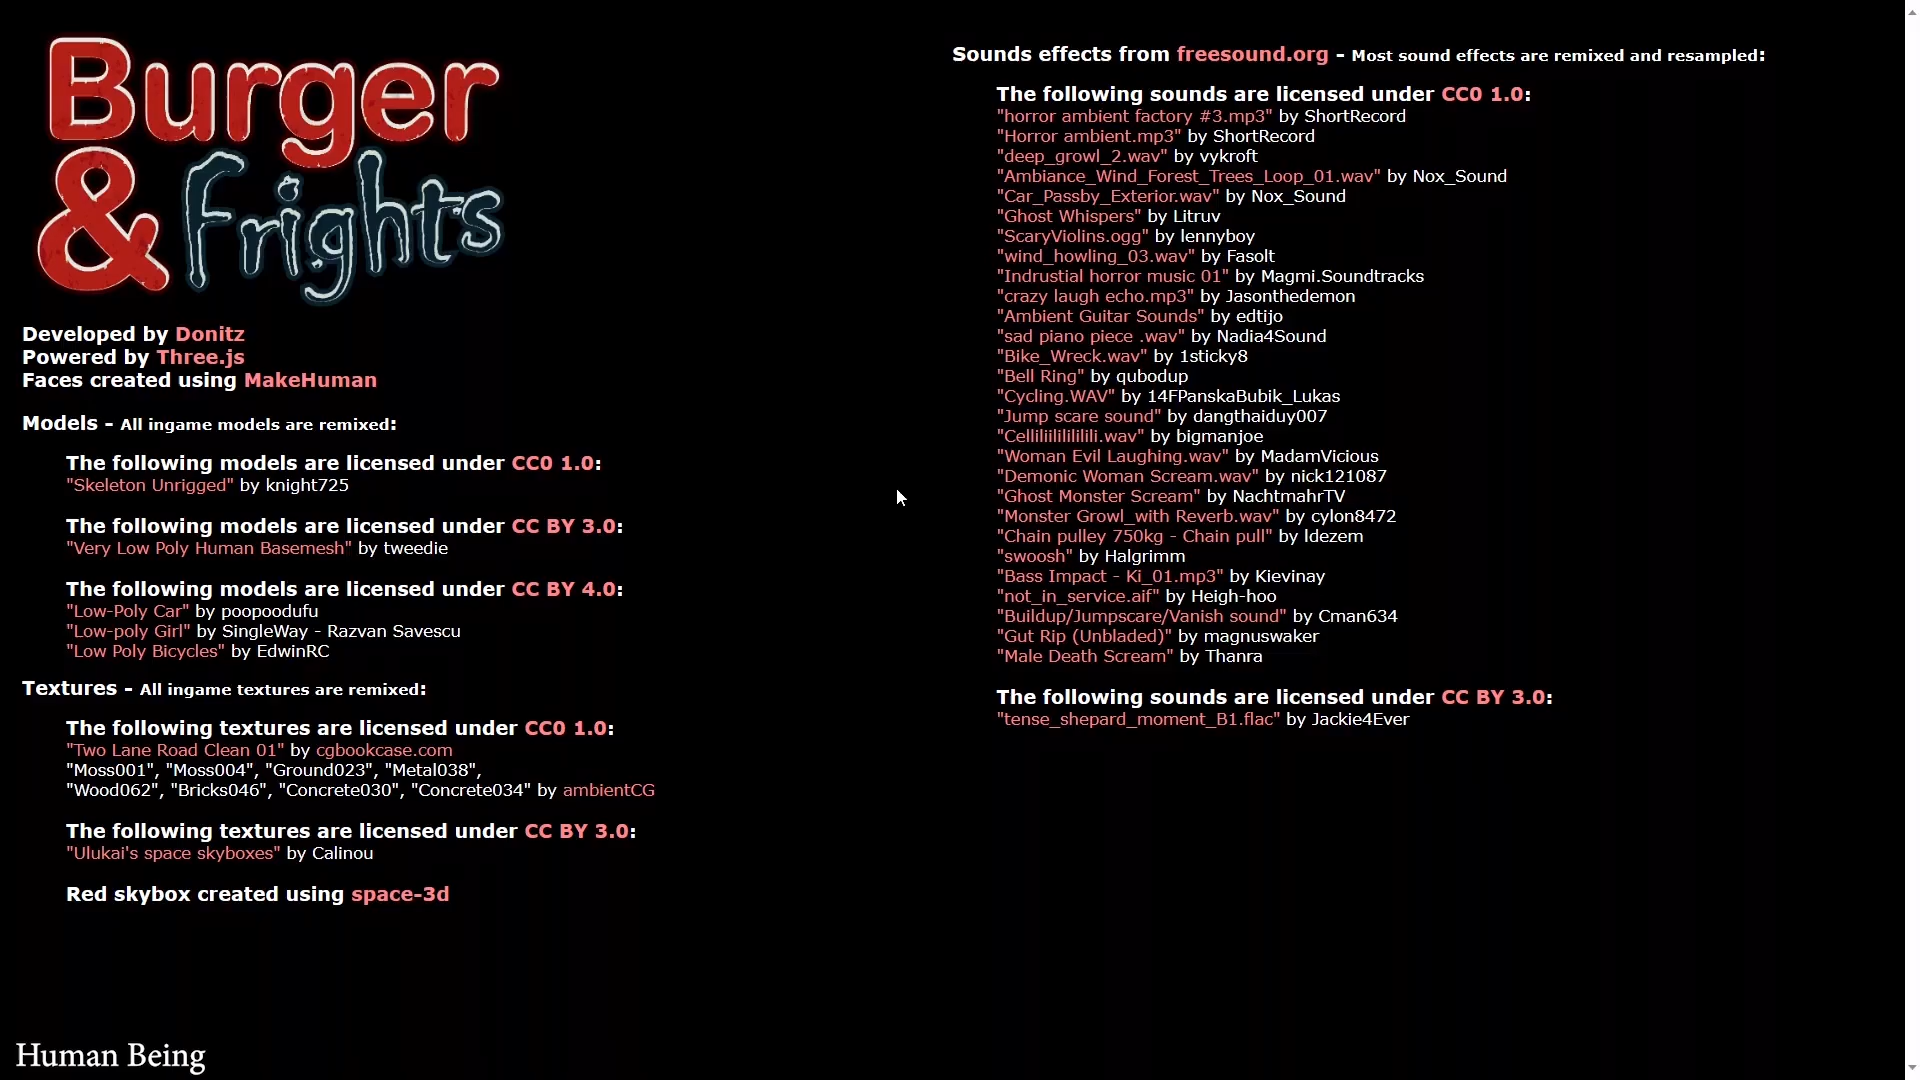 Burger
& Frights
Developed by Donitz
Powered by Three.js
Faces created using MakeHuman
Models - All ingame models are remixed:
The following models are licensed under CC0 1.0:
"Skeleton Unrigged" by knight725
The following models are licensed under CC BY 3.0:
"Very Low Poly Human Basemesh" by tweedie
The following models are licensed under CC BY 4.0:
"Low-Poly Car" by poopoodufu
"Low-poly Girl" by SingleWay - Razvan Savescu
"Low Poly Bicycles" by EdwinRC
Textures - All ingame textures are remixed:
The following textures are licensed under CC0 1.0:
"Two Lane Road Clean 01" by cgbookcase.com
"Moss001", "Moss004", "Ground023", "Metal038",
"Wood062", "Bricks046", "Concrete030", "Concrete034" by ambientCG
The following textures are licensed under CC BY 3.0:
"Ulukai's space skyboxes" by Calinou
Red skybox created using space-3d
Sounds effects from freesound.org - Most sound effects are remixed and resampled:
The following sounds are licensed under CC0 1.0:
"horror ambient factory #3.mp3" by ShortRecord
"Horror ambient.mp3" by ShortRecord
"deep_growl_2.wav" by vykroft
"Ambiance_Wind_Forest_Trees_Loop_01.wav" by Nox_Sound
"Car_Passby_Exterior.wav" by Nox_Sound
"Ghost Whispers" by Litruv
"ScaryViolins.ogg" by lennyboy
"wind_howling_03.wav" by Fasolt
"Indrustial horror music 01" by Magmi.Soundtracks
"crazy laugh echo.mp3" by Jasonthedemon
"Ambient Guitar Sounds" by edtijo
"sad piano piece .wav" by Nadia4Sound
"Bike_Wreck.wav" by 1sticky8
"Bell Ring" by qubodup
"Cycling.WAV" by 14FPanskaBubik_Lukas
"Jump scare sound" by dangthaiduy007
"Celliliililililili.wav" by bigmanjoe
"Woman Evil Laughing.wav" by MadamVicious
"Demonic Woman Scream.wav" by nick121087
"Ghost Monster Scream" by NachtmahrTV
"Monster Growl_with Reverb.wav" by cylon8472
"Chain pulley 750kg - Chain pull" by ldezem
"swoosh" by Halgrimm
"Bass Impact - Ki_01.mp3" by Kievinay
"not_in_service.aif" by Heigh-hoo
"Buildup/Jumpscare/Vanish sound" by Cman634
"Gut Rip (Unbladed)" by magnuswaker
"Male Death Scream" by Thanra
The following sounds are licensed under CC BY 3.0:
"tense_shepard_moment_B1.flac" by Jackie4Ever
Human Being